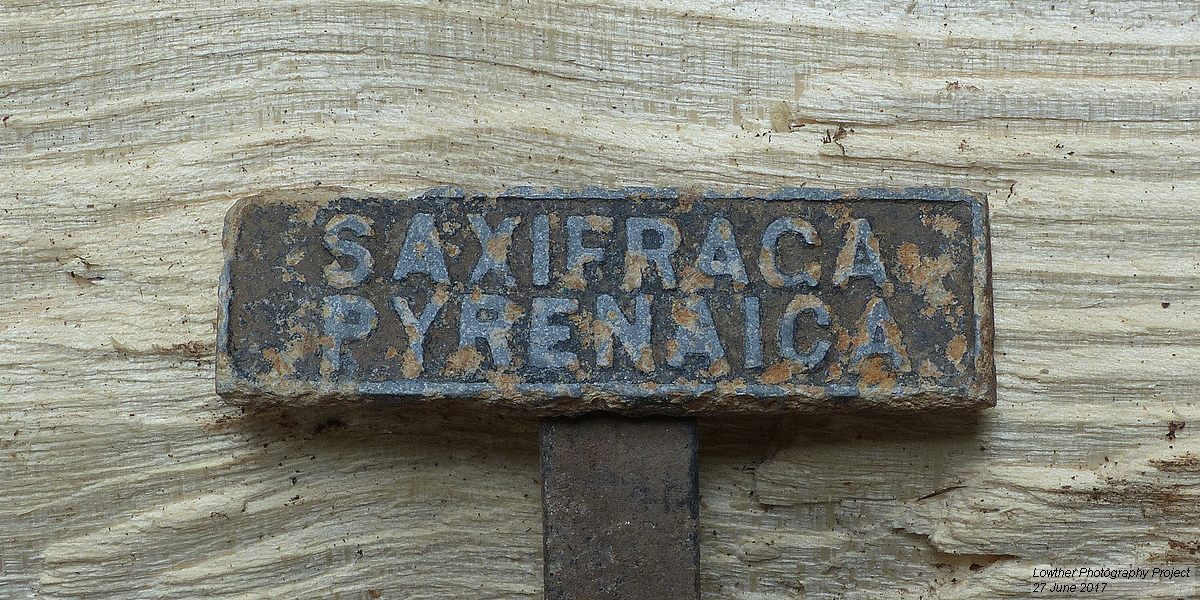 SAXIFRAGA
PYRENAICA
Lowther Photography Project
27 June 2017